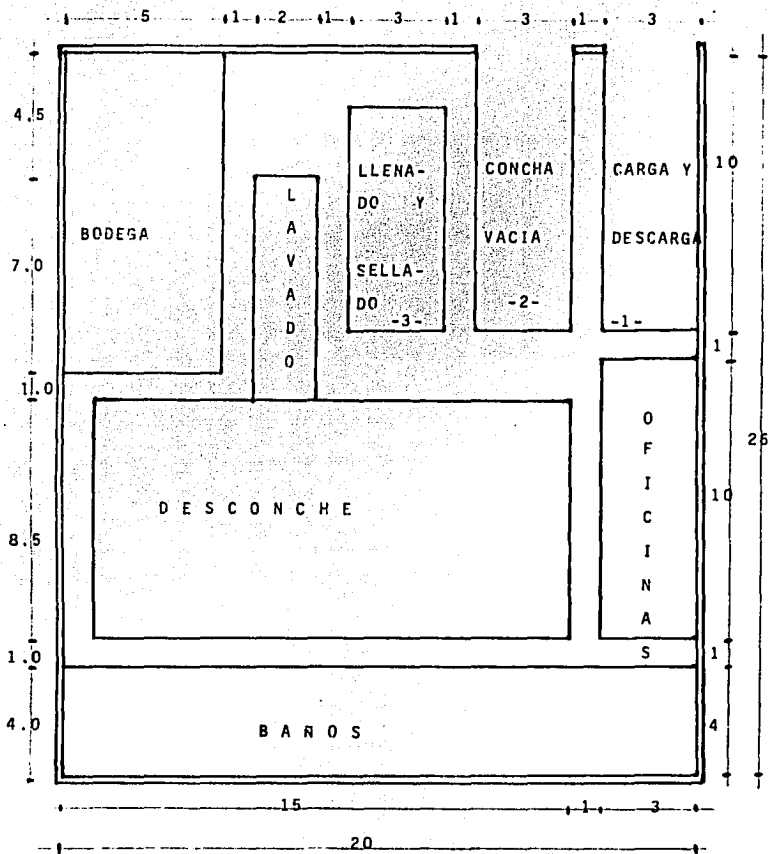 5 1 2 1 3 1 3 1 3
4.5
10
LLENA- CONCHA CARGA Y
DO Y
L
A
V
A
D
O
BODEGA
VACIA DESCARGA
7.0
SELLA-
DO
-3- -2- -1-
1
1.0
O
F
I
C
I
N
A
S
26
10
DESCONCHE
8.5
1.0
1
4.0
BAÑOS
4
15 1 3
20